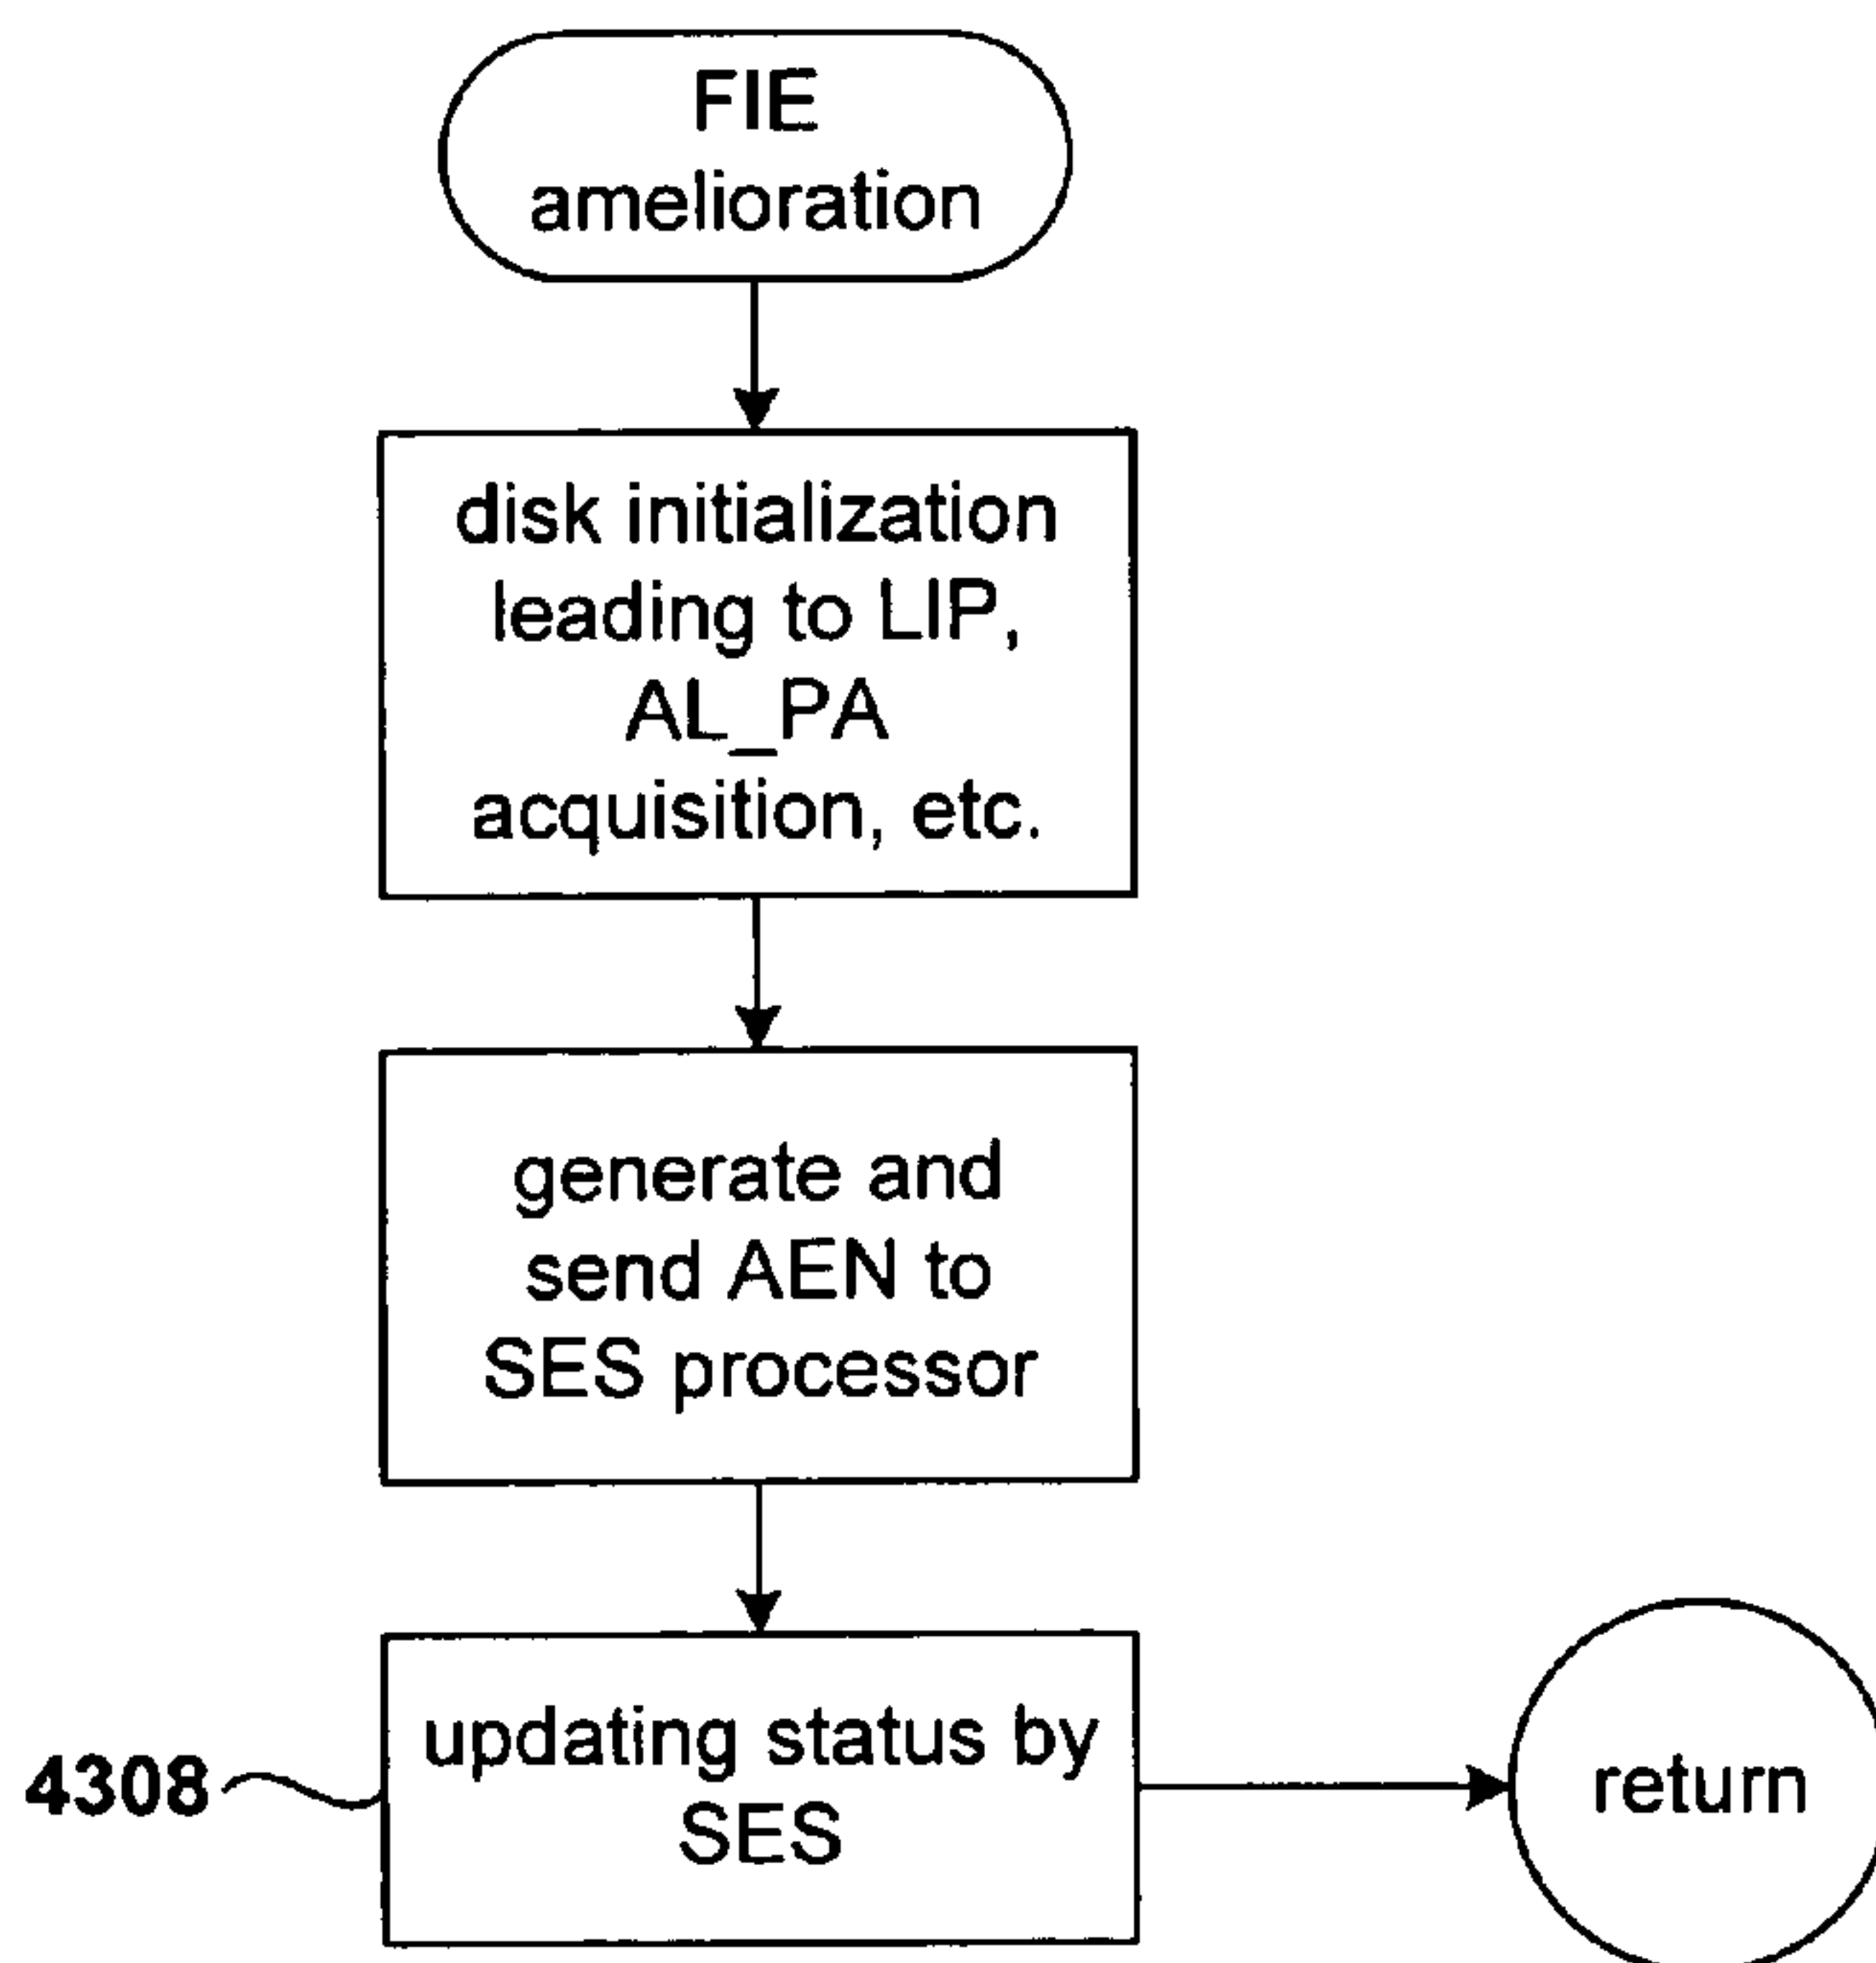 FIE
amelioration
disk initialization
leading to LIP,
AL_PA
acquisition, etc.
generate and
send AEN to
SES processor
updating status by
SES
4308
return